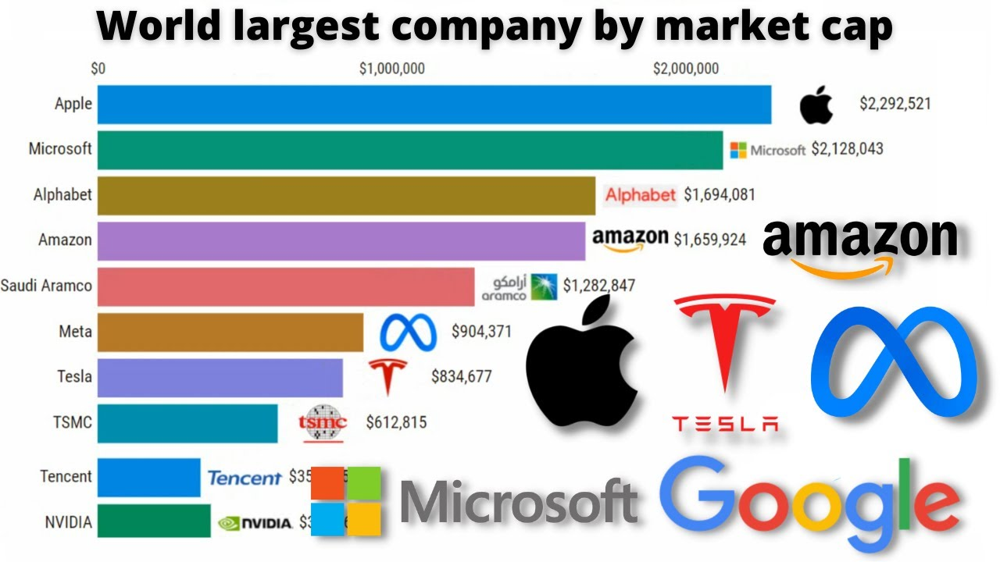 World largest company by market cap
$0 $1,000,000 $2,000,000
Apple $2,292,521
Microsoft Microsoft $2,128,043
Alphabet Alphabet $1,694,081
Amazon amazon $1,659,924
amazon
Saudi Aramco أرامكو aramco $1,282,847
Meta $904,371
Tesla $834,677
TESLA
TSMC tsmc $612,815
Tencent Tencent
Microsoft
Google
NVIDIA NVIDIA.